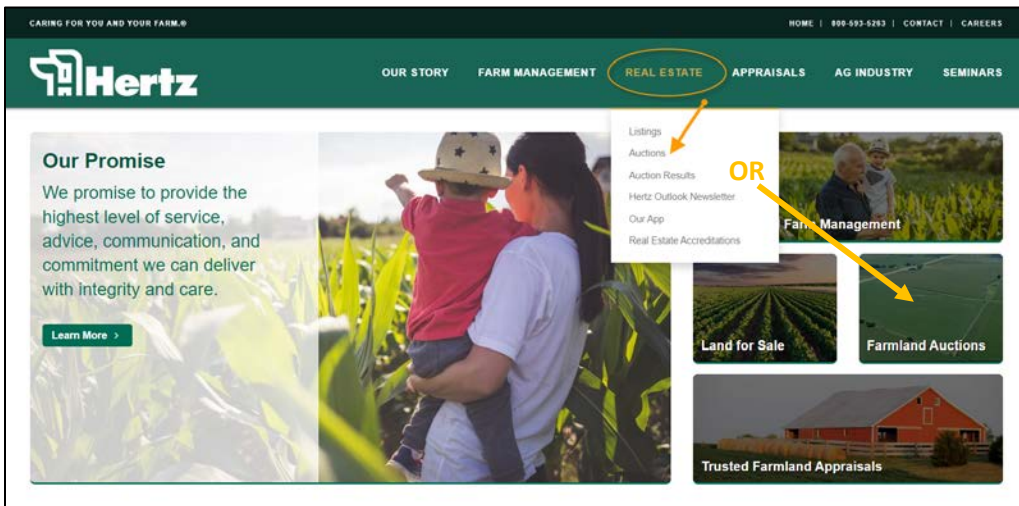 CARING FOR YOU AND YOUR FARM.®
HOME | 800-593-5263 | CONTACT | CAREERS
Hertz
OUR STORY FARM MANAGEMENT REAL ESTATE APPRAISALS AG INDUSTRY SEMINARS
Listings
Auctions
Auction Results
Hertz Outlook Newsletter
Our App
Real Estate Accreditations
OR
Our Promise
We promise to provide the
highest level of service,
advice, communication, and
commitment we can deliver
with integrity and care.
Learn More >
Farm Management
Land for Sale
Farmland Auctions
Trusted Farmland Appraisals